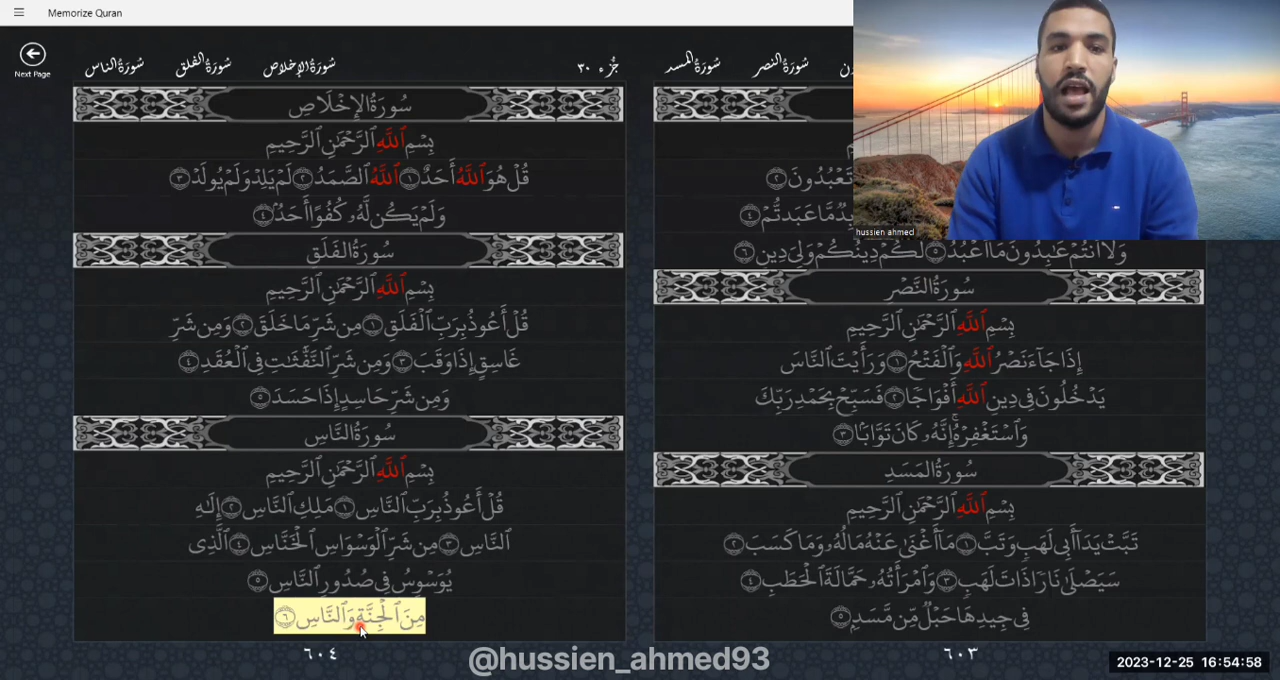 Memorize Quran
Next Page
سُورَةُ النَّاس سُورَةُ الفَلَق سُورَةُ الإِخْلَاص جُزْء ٣٠
سُورَةُ الإِخْلَاصِ
بِسْمِ ٱللَّهِ ٱلرَّحْمَٰنِ ٱلرَّحِيمِ
قُلْ هُوَ ٱللَّهُ أَحَدٌ ١ ٱللَّهُ ٱلصَّمَدُ ٢ لَمْ يَلِدْ وَلَمْ يُولَدْ ٣
وَلَمْ يَكُن لَّهُۥ كُفُوًا أَحَدٌۢ ٤
سُورَةُ الفَلَقِ
بِسْمِ ٱللَّهِ ٱلرَّحْمَٰنِ ٱلرَّحِيمِ
قُلْ أَعُوذُ بِرَبِّ ٱلْفَلَقِ ١ مِن شَرِّ مَا خَلَقَ ٢ وَمِن شَرِّ
غَاسِقٍ إِذَا وَقَبَ ٣ وَمِن شَرِّ ٱلنَّفَّٰثَٰتِ فِى ٱلْعُقَدِ ٤
وَمِن شَرِّ حَاسِدٍ إِذَا حَسَدَ ٥
سُورَةُ النَّاسِ
بِسْمِ ٱللَّهِ ٱلرَّحْمَٰنِ ٱلرَّحِيمِ
قُلْ أَعُوذُ بِرَبِّ ٱلنَّاسِ ١ مَلِكِ ٱلنَّاسِ ٢ إِلَٰهِ
ٱلنَّاسِ ٣ مِن شَرِّ ٱلْوَسْوَاسِ ٱلْخَنَّاسِ ٤ ٱلَّذِى
يُوَسْوِسُ فِى صُدُورِ ٱلنَّاسِ ٥
مِنَ ٱلْجِنَّةِ وَٱلنَّاسِ ٦
٦٠٤
سُورَةُ المَسَد سُورَةُ النَّصْر
تَعْبُدُونَ ٢
عَابِدٌ مَّا عَبَدتُّمْ ٤
وَلَآ أَنتُمْ عَٰبِدُونَ مَآ أَعْبُدُ ٥ لَكُمْ دِينُكُمْ وَلِىَ دِينِ ٦
سُورَةُ النَّصْرِ
بِسْمِ ٱللَّهِ ٱلرَّحْمَٰنِ ٱلرَّحِيمِ
إِذَا جَآءَ نَصْرُ ٱللَّهِ وَٱلْفَتْحُ ١ وَرَأَيْتَ ٱلنَّاسَ
يَدْخُلُونَ فِى دِينِ ٱللَّهِ أَفْوَاجًا ٢ فَسَبِّحْ بِحَمْدِ رَبِّكَ
وَٱسْتَغْفِرْهُ ۚ إِنَّهُۥ كَانَ تَوَّابًۢا ٣
سُورَةُ المَسَدِ
بِسْمِ ٱللَّهِ ٱلرَّحْمَٰنِ ٱلرَّحِيمِ
تَبَّتْ يَدَآ أَبِى لَهَبٍ وَتَبَّ ١ مَآ أَغْنَىٰ عَنْهُ مَالُهُۥ وَمَا كَسَبَ ٢
سَيَصْلَىٰ نَارًا ذَاتَ لَهَبٍ ٣ وَٱمْرَأَتُهُۥ حَمَّالَةَ ٱلْحَطَبِ ٤
فِى جِيدِهَا حَبْلٌ مِّن مَّسَدٍۭ ٥
٦٠٣
hussien ahmed
@hussien_ahmed93
2023-12-25 16:54:58